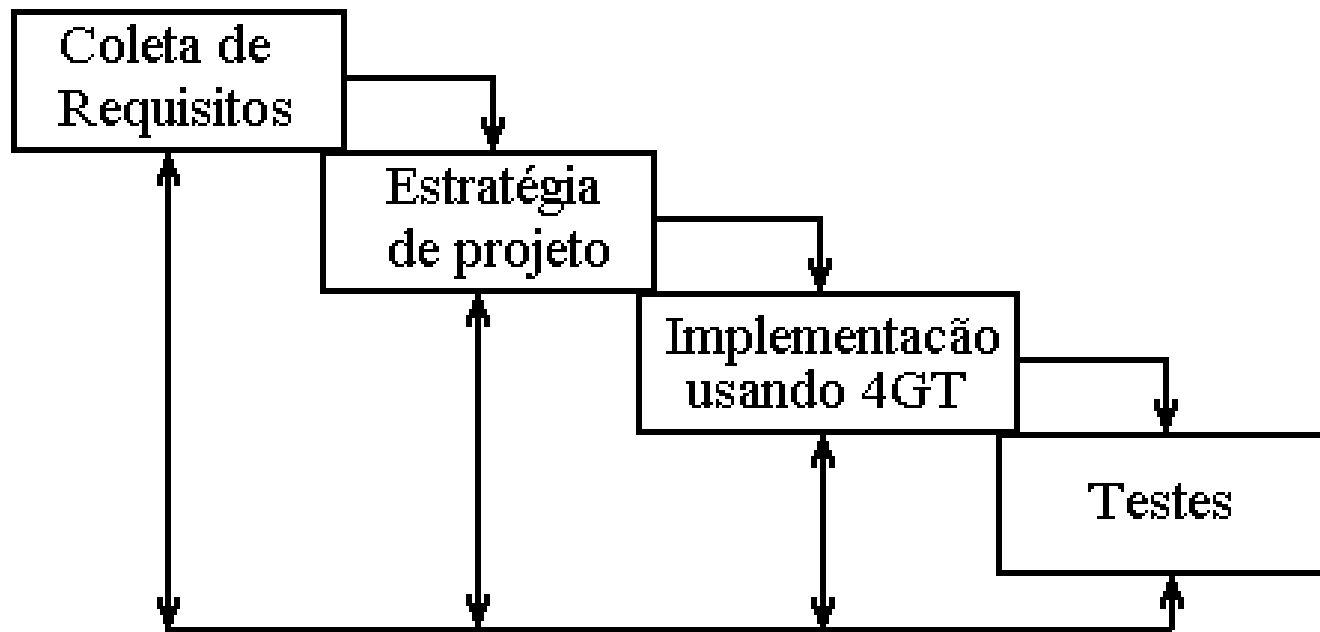 Coleta de
Requisitos
Estratégia
de projeto
Implementacão
usando 4GT
Testes